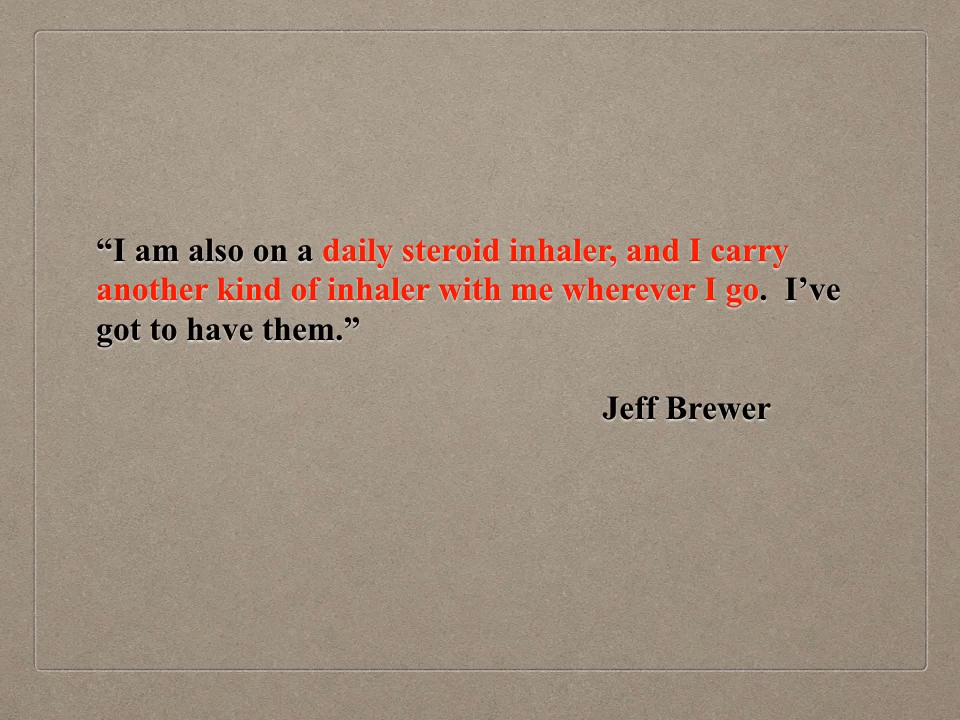 “I am also on a daily steroid inhaler, and I carry
another kind of inhaler with me wherever I go.  I’ve
got to have them.”
Jeff Brewer